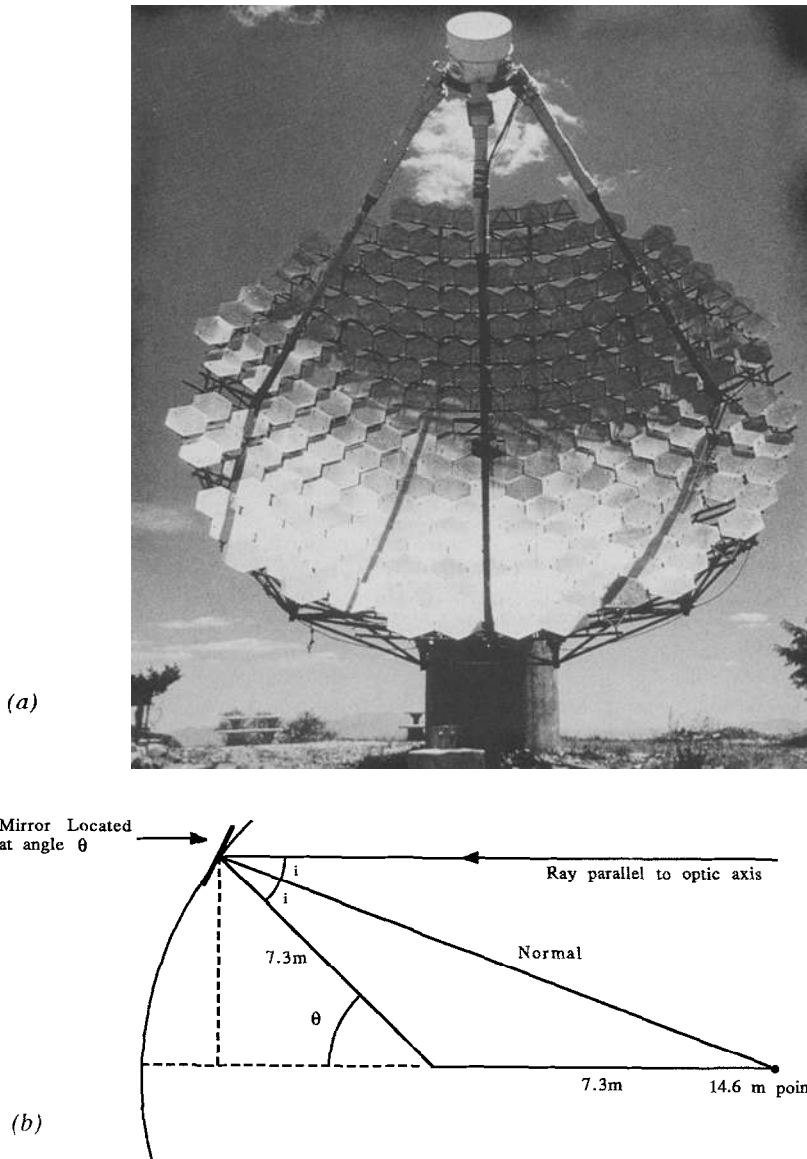 (a)
Mirror Located
at angle θ
i
i
Ray parallel to optic axis
Normal
7.3m
θ
7.3m
14.6 m poin
(b)